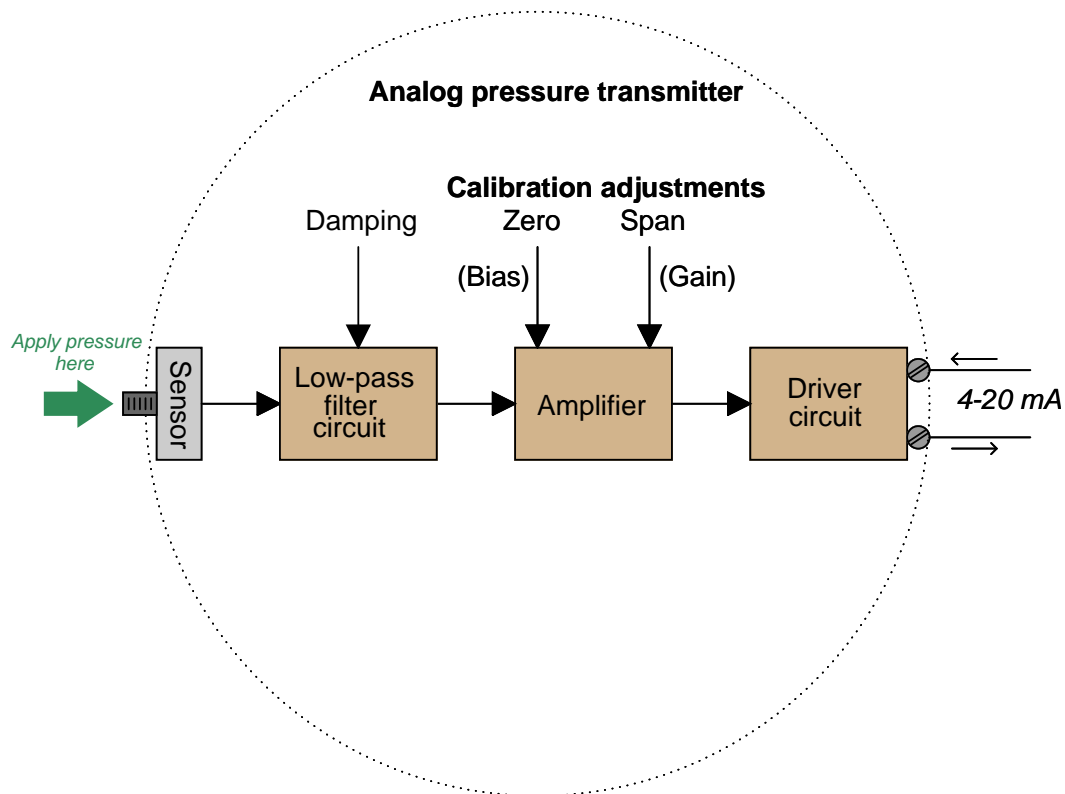 Analog pressure transmitter
Calibration adjustments
Damping
Zero
Span
(Bias)
(Gain)
Apply pressure
here
Sensor
Low-pass
filter
circuit
Amplifier
Driver
circuit
4-20 mA